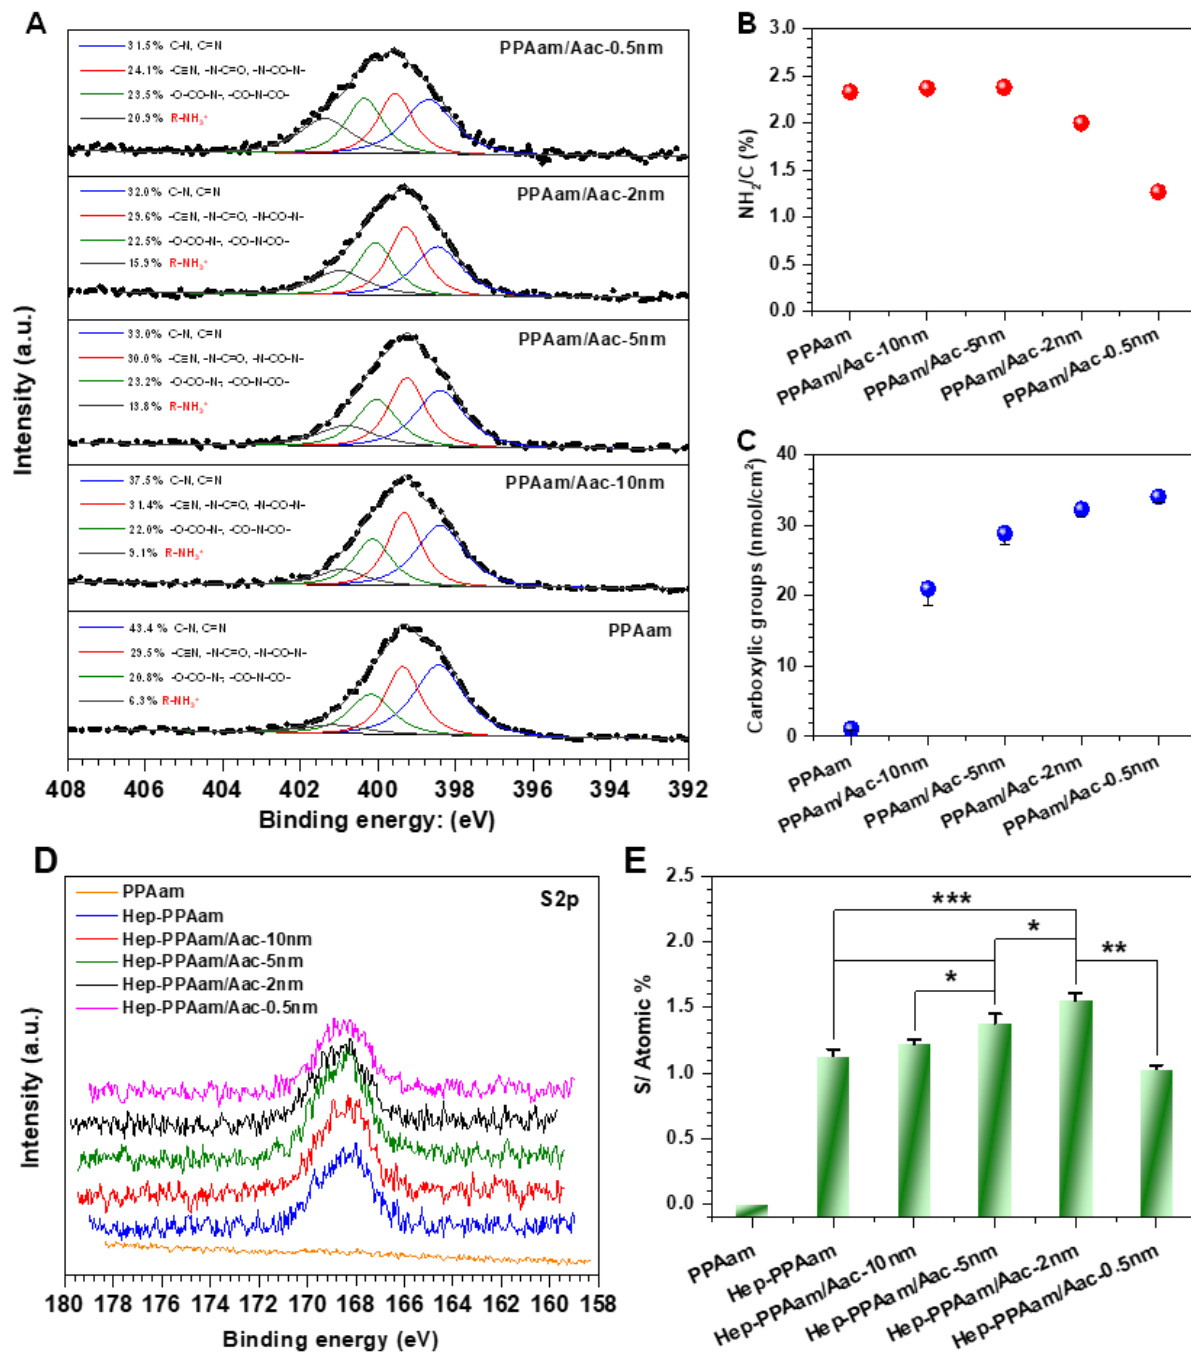 A
31.5% C-N, C=N
24.1% -C≡N, -N-C=O, -N-CO-N-
23.5% -O-CO-N-, -CO-N-CO-
20.9% R-NH₃⁺
PPAam/Aac-0.5nm
32.0% C-N, C=N
29.6% -C≡N, -N-C=O, -N-CO-N-
22.5% -O-CO-N-, -CO-N-CO-
15.9% R-NH₃⁺
PPAam/Aac-2nm
33.0% C-N, C=N
30.0% -C≡N, -N-C=O, -N-CO-N-
23.2% -O-CO-N-, -CO-N-CO-
13.8% R-NH₃⁺
PPAam/Aac-5nm
37.5% C-N, C=N
31.4% -C≡N, -N-C=O, -N-CO-N-
22.0% -O-CO-N-, -CO-N-CO-
9.1% R-NH₃⁺
PPAam/Aac-10nm
43.4 % C-N, C=N
29.5% -C≡N, -N-C=O, -N-CO-N-
20.8% -O-CO-N-, -CO-N-CO-
6.3% R-NH₃⁺
PPAam
Intensity (a.u.)
408 406 404 402 400 398 396 394 392
Binding energy: (eV)
B
NH₂/C (%)
3.0
2.5
2.0
1.5
1.0
0.5
0.0
PPAam
PPAam/Aac-10nm
PPAam/Aac-5nm
PPAam/Aac-2nm
PPAam/Aac-0.5nm
C
Carboxylic groups (nmol/cm²)
40
30
20
10
0
PPAam
PPAam/Aac-10nm
PPAam/Aac-5nm
PPAam/Aac-2nm
PPAam/Aac-0.5nm
D
PPAam
Hep-PPAam
Hep-PPAam/Aac-10nm
Hep-PPAam/Aac-5nm
Hep-PPAam/Aac-2nm
Hep-PPAam/Aac-0.5nm
S2p
Intensity (a.u.)
180 178 176 174 172 170 168 166 164 162 160 158
Binding energy (eV)
E
S/ Atomic %
2.5
2.0
1.5
1.0
0.5
0.0
***
*
**
*
PPAam
Hep-PPAam
Hep-PPAam/Aac-10nm
Hep-PPAam/Aac-5nm
Hep-PPAam/Aac-2nm
Hep-PPAam/Aac-0.5nm